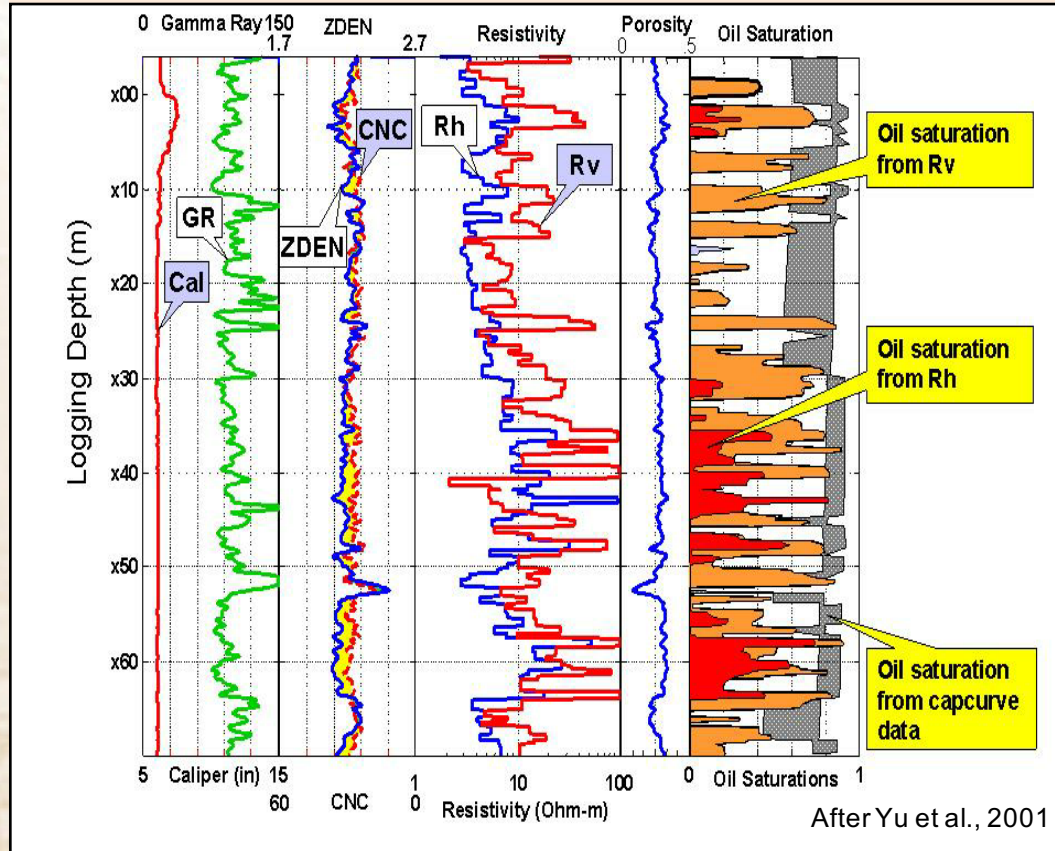 0 Gamma Ray 150
1.7 ZDEN 2.7
Resistivity
Porosity
0 .5
Oil Saturation
Logging Depth (m)
x00
x10
x20
x30
x40
x50
x60
CNC
Rh
Rv
GR
ZDEN
Cal
Oil saturation
from Rv
Oil saturation
from Rh
Oil saturation
from capcurve
data
5 Caliper (in) 15
60 CNC 0
1 10 100
Resistivity (Ohm-m)
0 1
Oil Saturations
After Yu et al., 2001